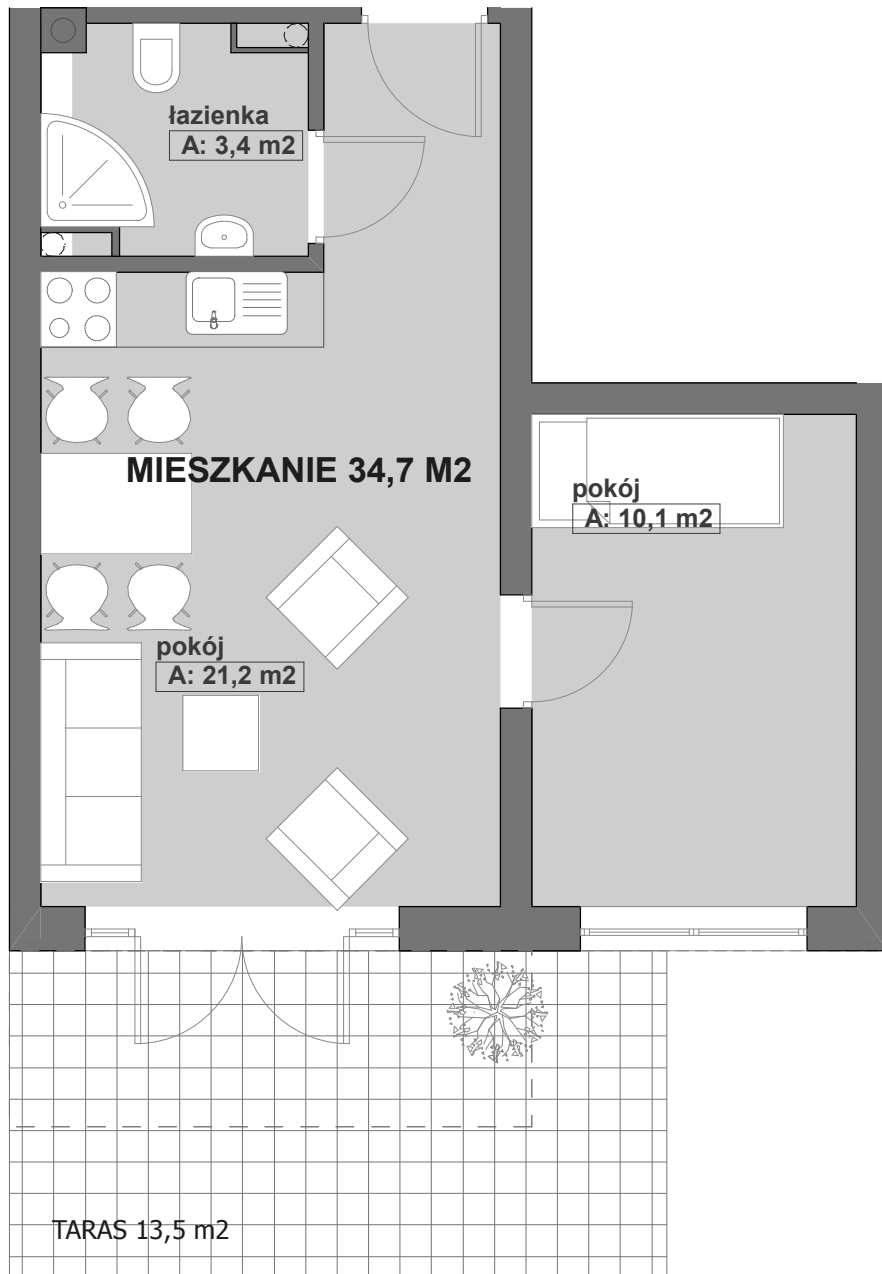 łazienka
A: 3,4 m2
MIESZKANIE 34,7 M2
pokój
A: 10,1 m2
pokój
A: 21,2 m2
TARAS 13,5 m2